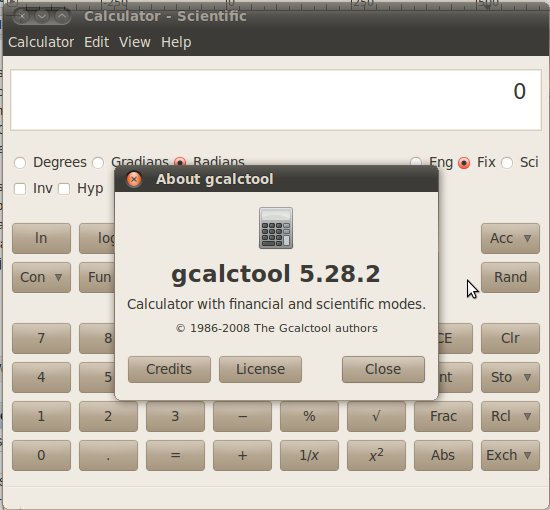 Calculator - Scientific
Calculator Edit View Help
0
Degrees Gradians Radians Eng Fix Sci
Inv Hyp
About gcalctool
gcalctool 5.28.2
Calculator with financial and scientific modes.
© 1986-2008 The Gcalctool authors
Credits License Close
ln log Acc
Con Fun Rand
7 8 CE Clr
4 5 Sto
1 2 3 − % √ Frac Rcl
0 . = + 1/x x² Abs Exch